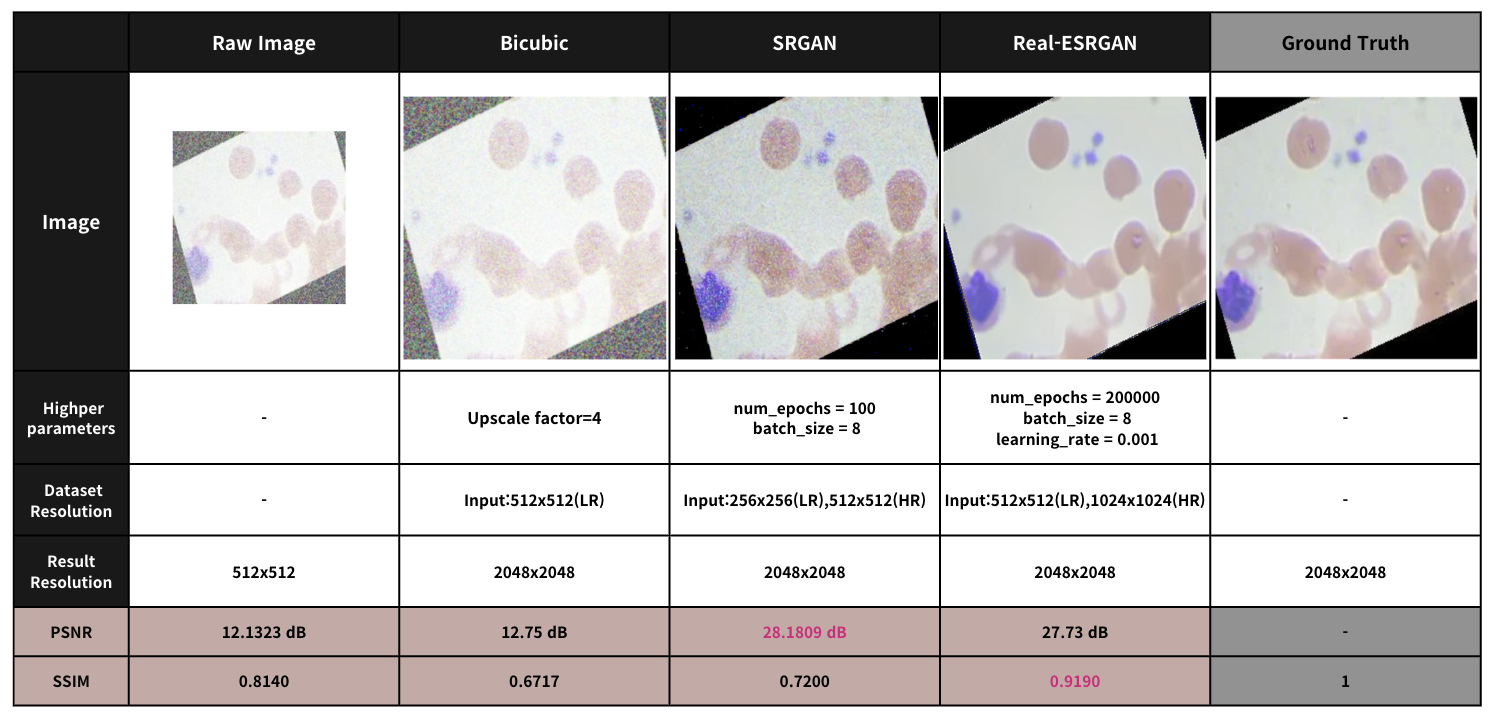 Raw Image Bicubic SRGAN Real-ESRGAN Ground Truth
Image
Highper
parameters
-
Upscale factor=4
num_epochs = 100
batch_size = 8
num_epochs = 200000
batch_size = 8
learning_rate = 0.001
-
Dataset
Resolution
-
Input:512x512(LR)
Input:256x256(LR),512x512(HR)
Input:512x512(LR),1024x1024(HR)
-
Result
Resolution
512x512
2048x2048
2048x2048
2048x2048
2048x2048
PSNR 12.1323 dB 12.75 dB 28.1809 dB 27.73 dB -
SSIM 0.8140 0.6717 0.7200 0.9190 1